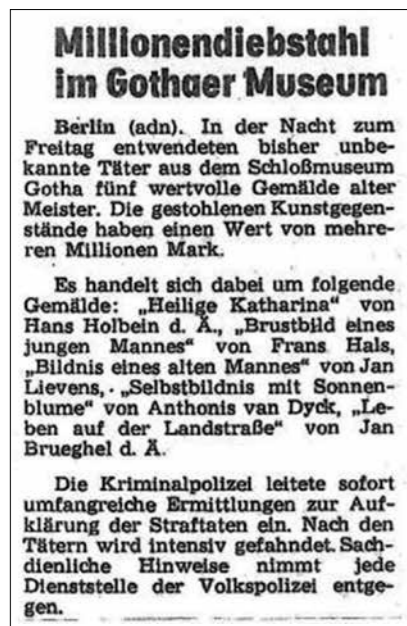 Millionendiebstahl
im Gothaer Museum
Berlin (adn). In der Nacht zum
Freitag entwendeten bisher unbe-
kannte Täter aus dem Schloßmuseum
Gotha fünf wertvolle Gemälde alter
Meister. Die gestohlenen Kunstgegen-
stände haben einen Wert von mehre-
ren Millionen Mark.
Es handelt sich dabei um folgende
Gemälde: „Heilige Katharina“ von
Hans Holbein d. Ä., „Brustbild eines
jungen Mannes“ von Frans Hals,
„Bildnis eines alten Mannes“ von Jan
Lievens, „Selbstbildnis mit Sonnen-
blume“ von Anthonis van Dyck, „Le-
ben auf der Landstraße“ von Jan
Brueghel d. Ä.
Die Kriminalpolizei leitete sofort
umfangreiche Ermittlungen zur Auf-
klärung der Straftaten ein. Nach den
Tätern wird intensiv gefahndet. Sach-
dienliche Hinweise nimmt jede
Dienststelle der Volkspolizei entge-
gen.